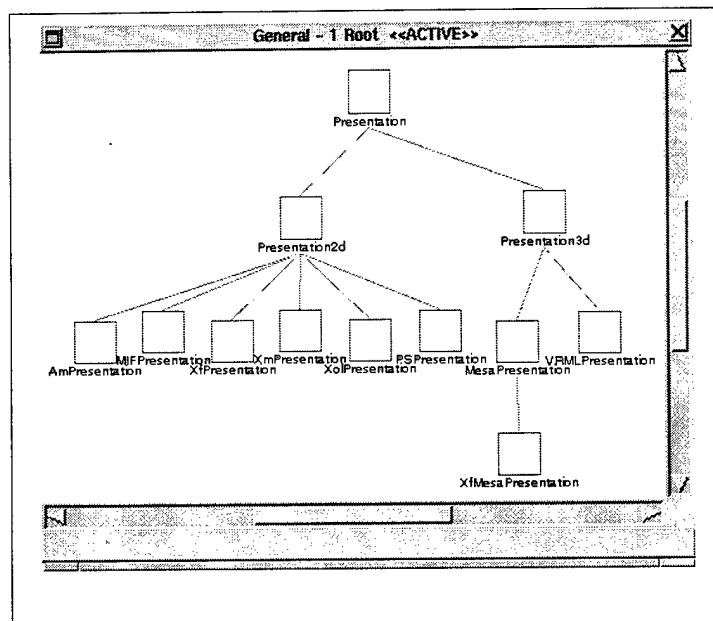 General - 1 Root <<ACTIVE>>
Presentation
Presentation2d
Presentation3d
AmPresentation
MIFPresentation
XfPresentation
XmPresentation
XolPresentation
PSPresentation
MesaPresentation
VRMLPresentation
XfMesaPresentation